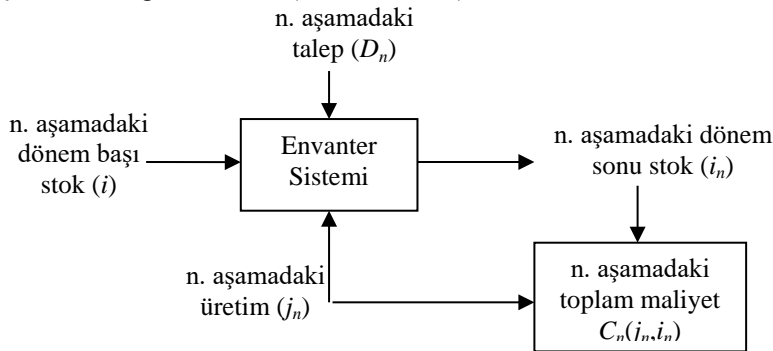 n. aşamadaki
talep (Dn)
n. aşamadaki
dönem başı
stok (i)
Envanter
Sistemi
n. aşamadaki dönem
sonu stok (in)
n. aşamadaki
üretim (jn)
n. aşamadaki
toplam maliyet
Cn(jn,in)